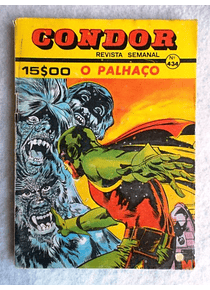 CONDOR
REVISTA SEMANAL
Nº 434
15$00 O PALHAÇO